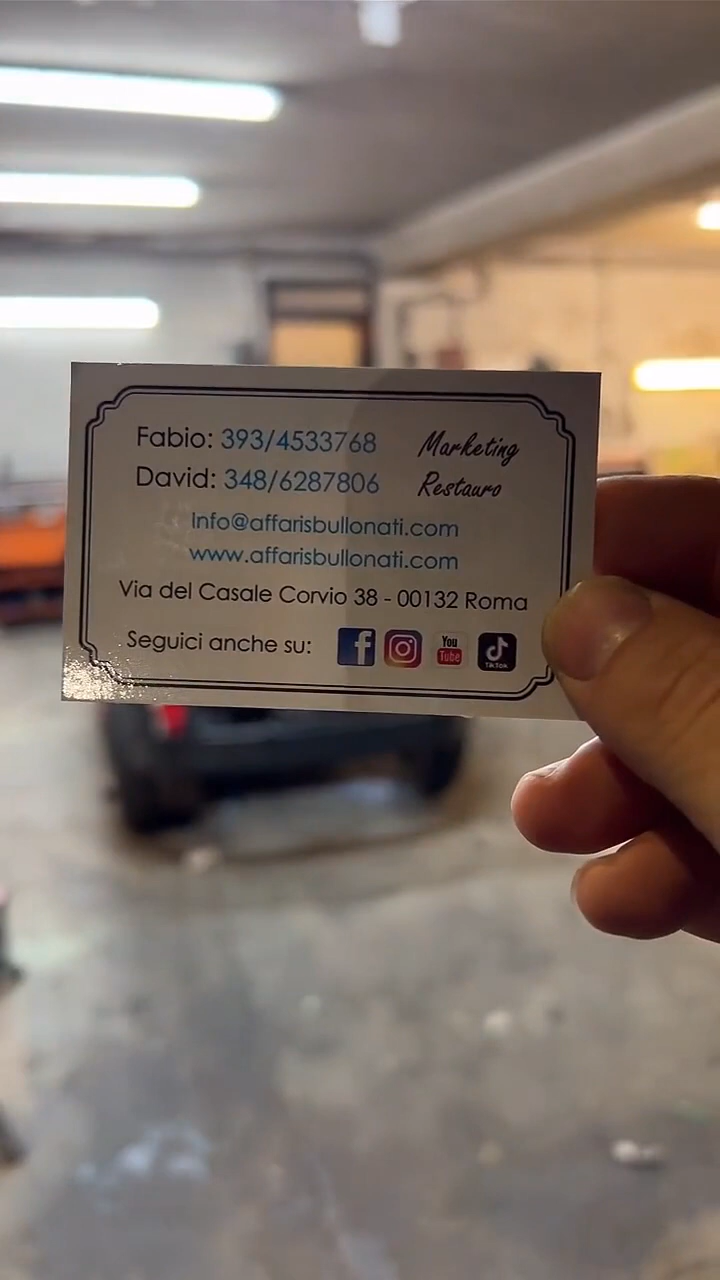 Fabio: 393/4533768 Marketing
David: 348/6287806 Restauro
Info@affarisbullonati.com
www.affarisbullonati.com
Via del Casale Corvio 38 - 00132 Roma
Seguici anche su: f You Tube TikTok